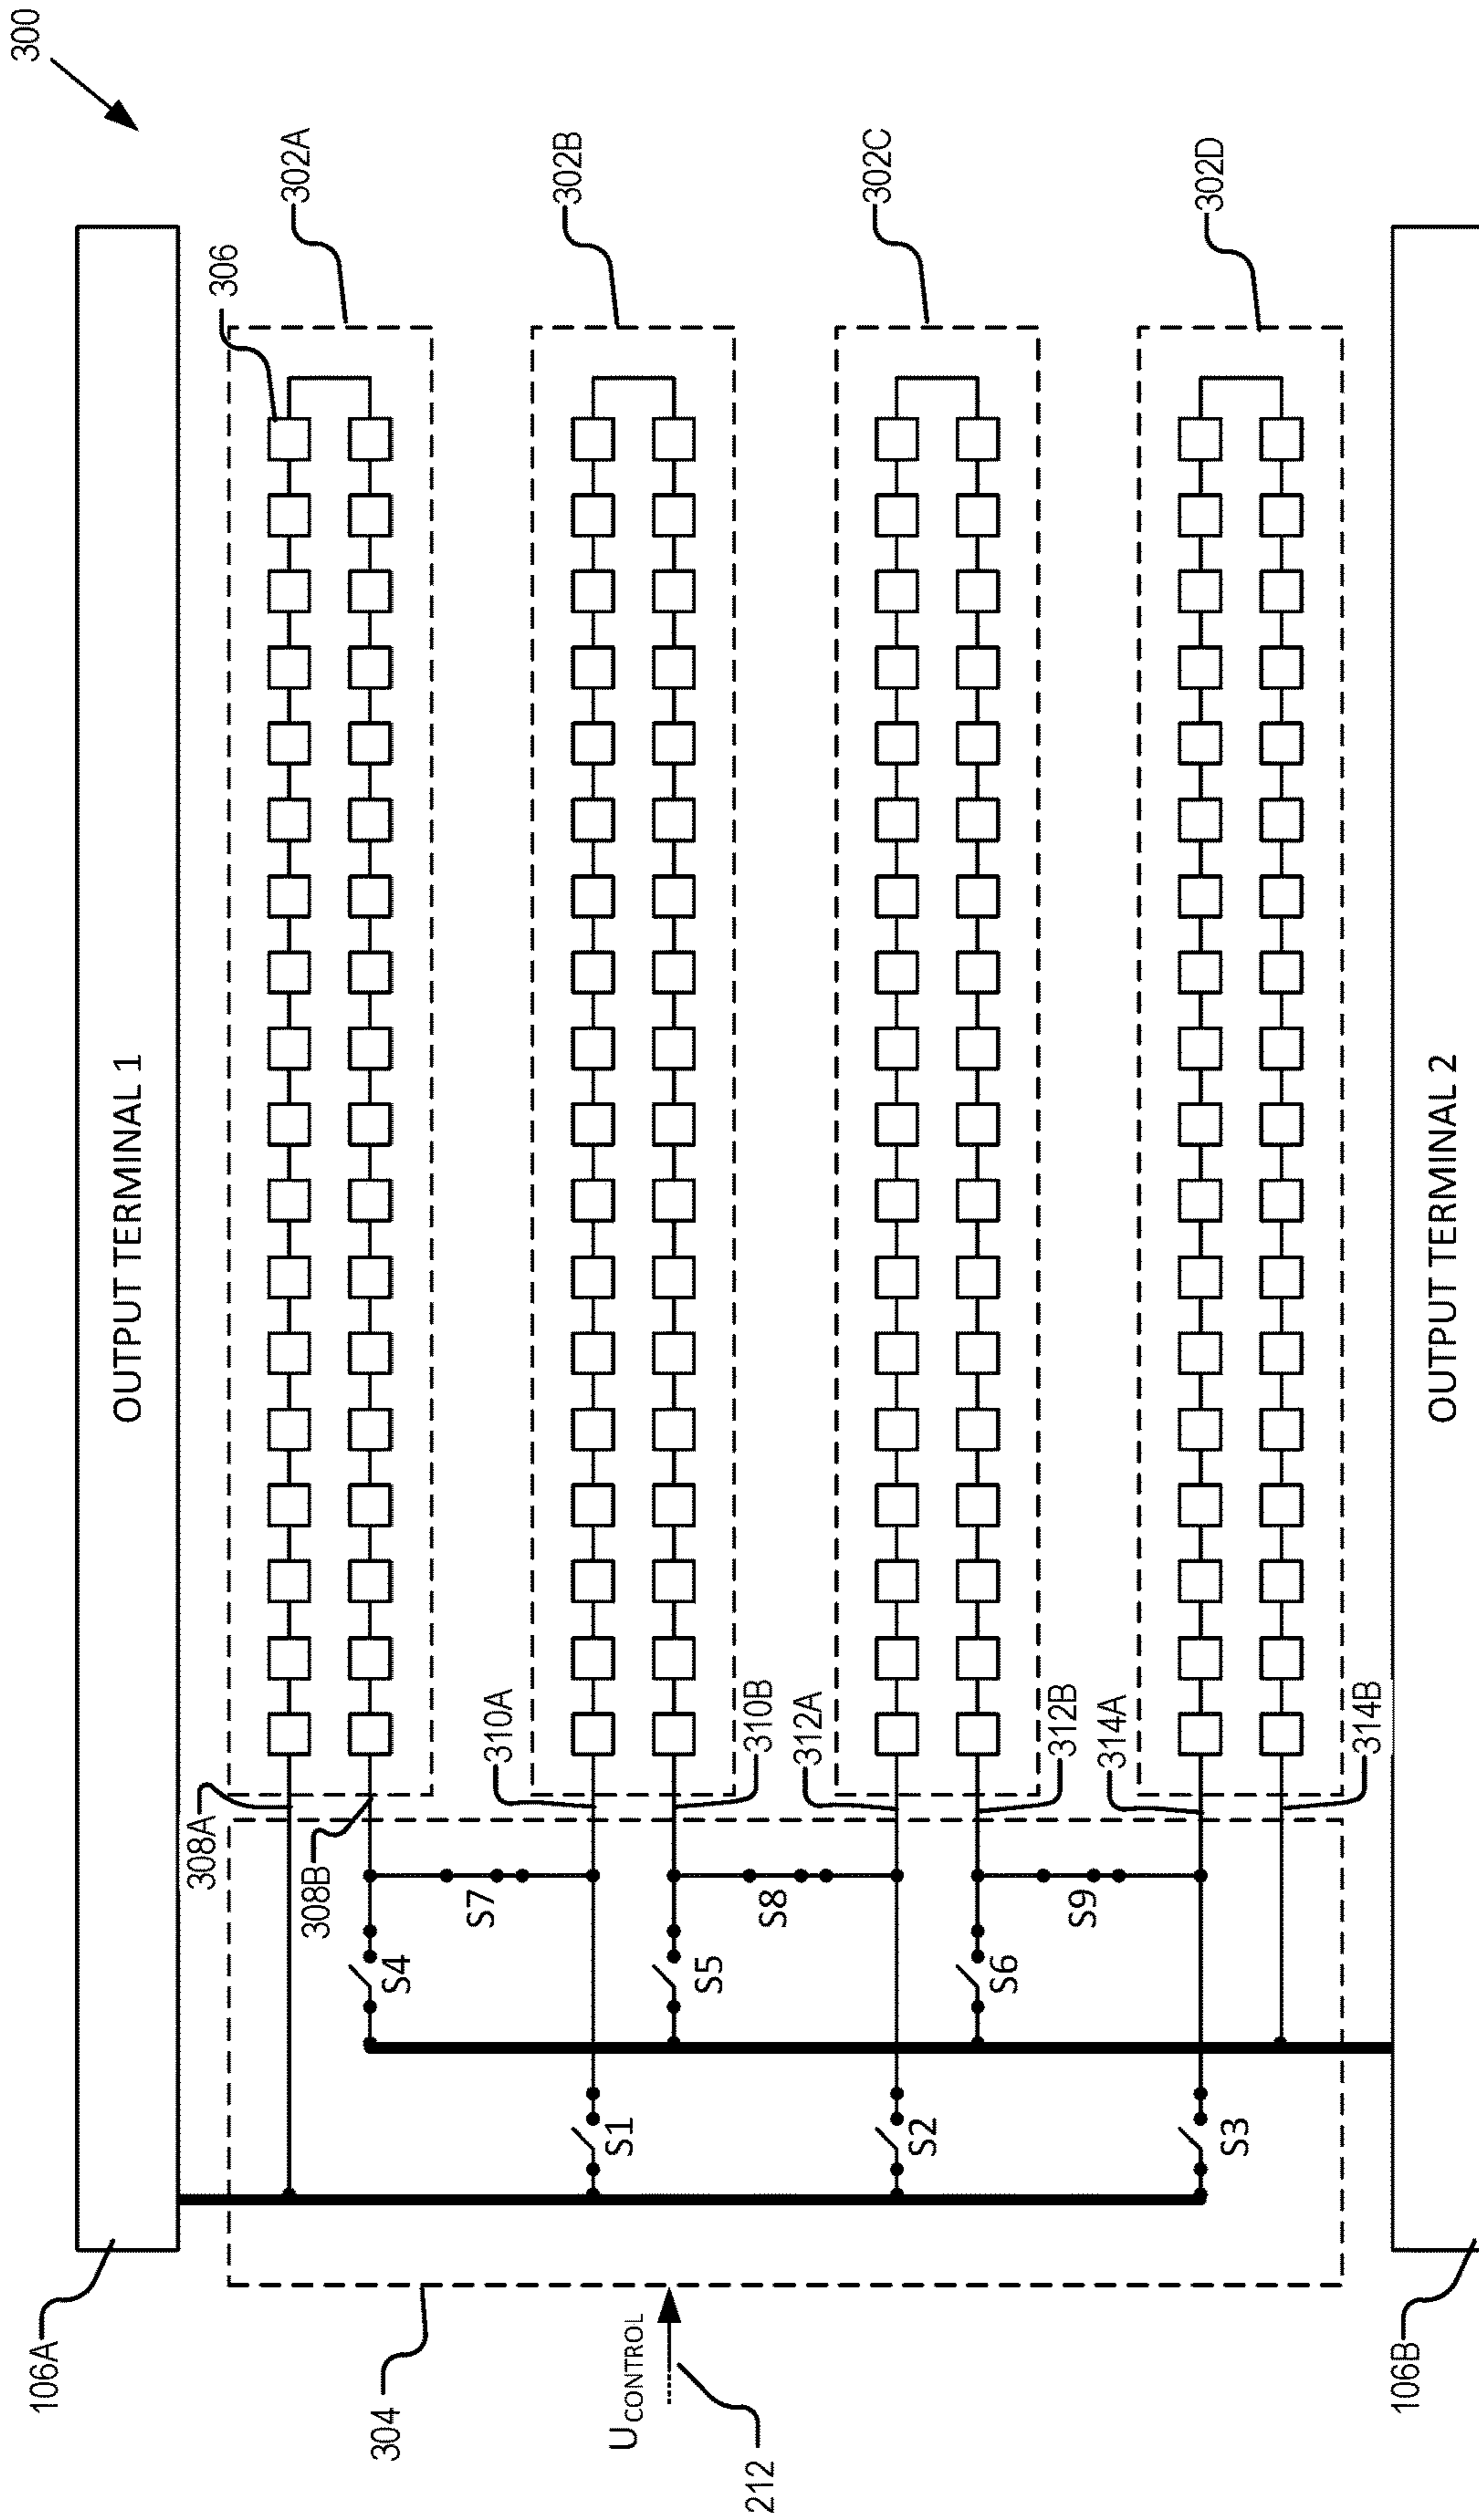 300
OUTPUT TERMINAL 1
302A
306
302B
302C
302D
308A
308B
310A
310B
312A
312B
314A
314B
S7
S8
S9
S4
S5
S6
S1
S2
S3
106A
304
UCONTROL
212
106B
OUTPUT TERMINAL 2